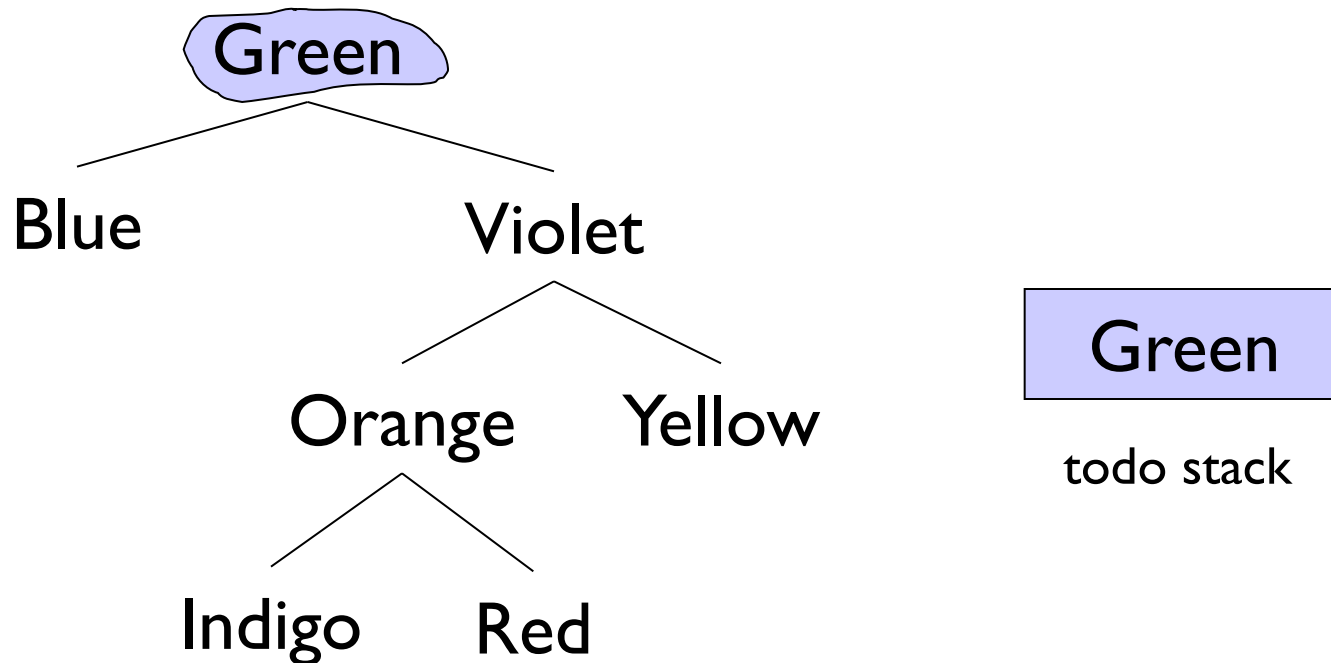 Green
Blue Violet
Green
Orange Yellow
todo stack
Indigo Red